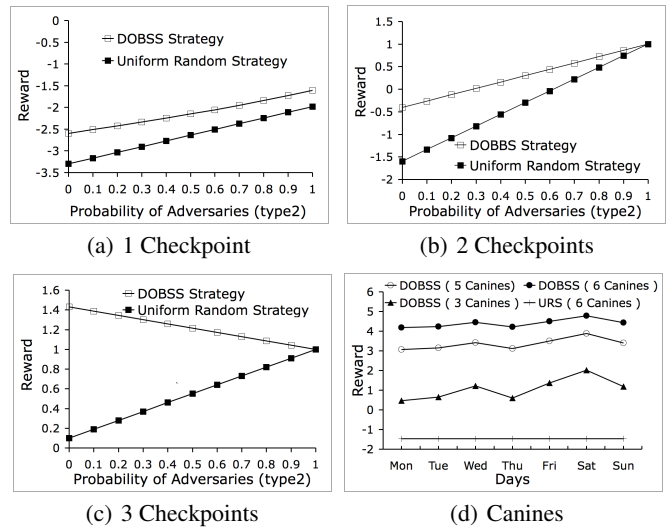 0
-0.5
-1
-1.5
-2
-2.5
-3
-3.5
Reward
DOBSS Strategy
Uniform Random Strategy
0 0.1 0.2 0.3 0.4 0.5 0.6 0.7 0.8 0.9 1
Probability of Adversaries (type2)
(a) 1 Checkpoint
1.5
1
0.5
0
-0.5
-1
-1.5
-2
Reward
DOBBS Strategy
Uniform Random Strategy
0 0.1 0.2 0.3 0.4 0.5 0.6 0.7 0.8 0.9 1
Probability of Adversaries (type2)
(b) 2 Checkpoints
1.6
1.4
1.2
1
0.8
0.6
0.4
0.2
0
Reward
DOBSS Strategy
Uniform Random Strategy
0 0.1 0.2 0.3 0.4 0.5 0.6 0.7 0.8 0.9 1
Probability of Adversaries (type2)
(c) 3 Checkpoints
DOBSS ( 5 Canines) DOBSS ( 6 Canines )
DOBSS ( 3 Canines) URS ( 6 Canines )
6
5
4
3
2
1
0
-1
-2
Reward
Mon Tue Wed Thu Fri Sat Sun
Days
(d) Canines